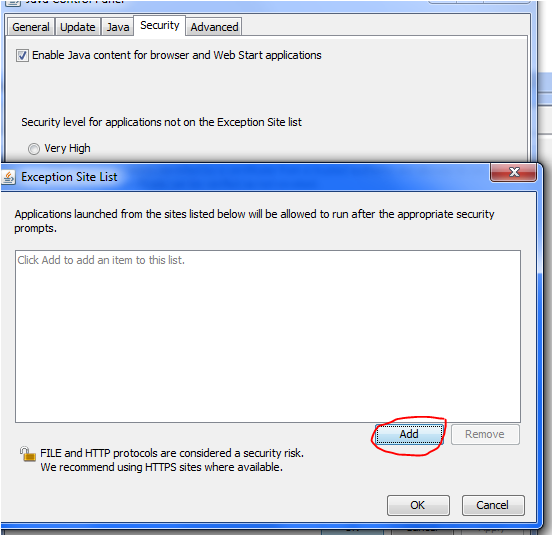 Java Control Panel
General
Update
Java
Security
Advanced
Enable Java content for browser and Web Start applications
Security level for applications not on the Exception Site list
Very High
Exception Site List
Applications launched from the sites listed below will be allowed to run after the appropriate security
prompts.
Click Add to add an item to this list.
Add
Remove
FILE and HTTP protocols are considered a security risk.
We recommend using HTTPS sites where available.
OK
Cancel